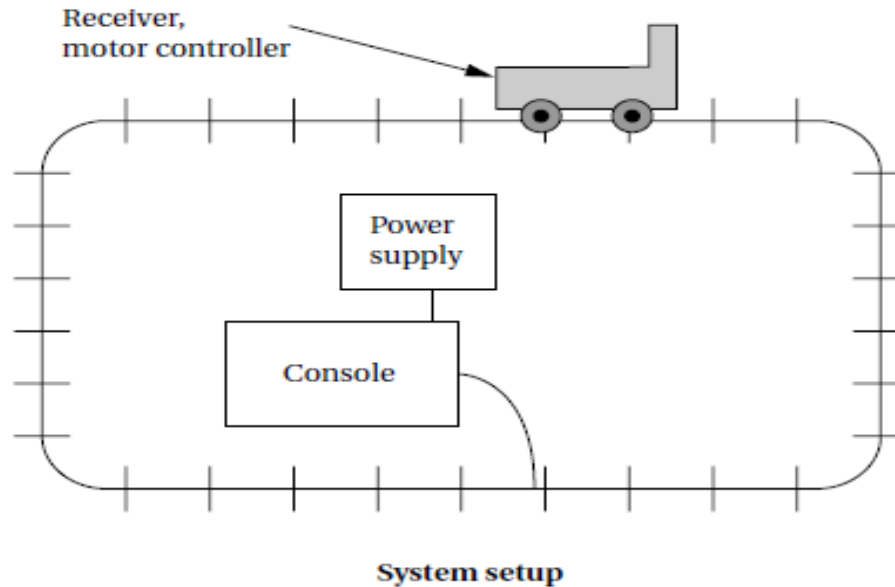 Receiver,
motor controller
Power
supply
Console
System setup